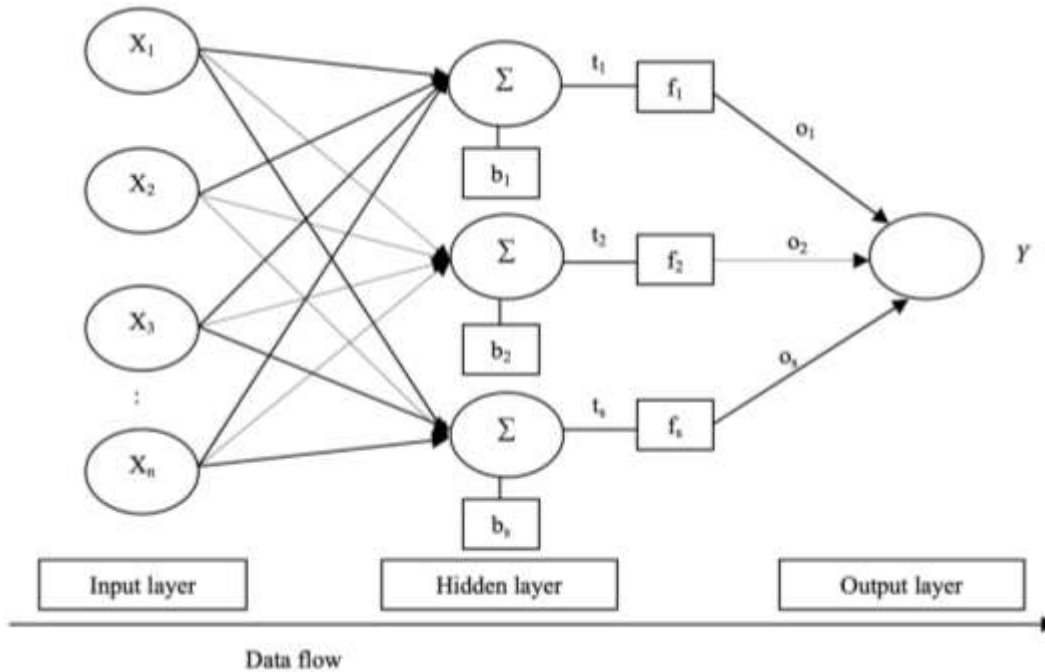 X₁
Σ
t₁
f₁
o₁
b₁
X₂
Σ
t₂
f₂
o₂
Y
b₂
X₃
:
Σ
tₛ
fₛ
oₛ
Xₙ
bₛ
Input layer
Hidden layer
Output layer
Data flow